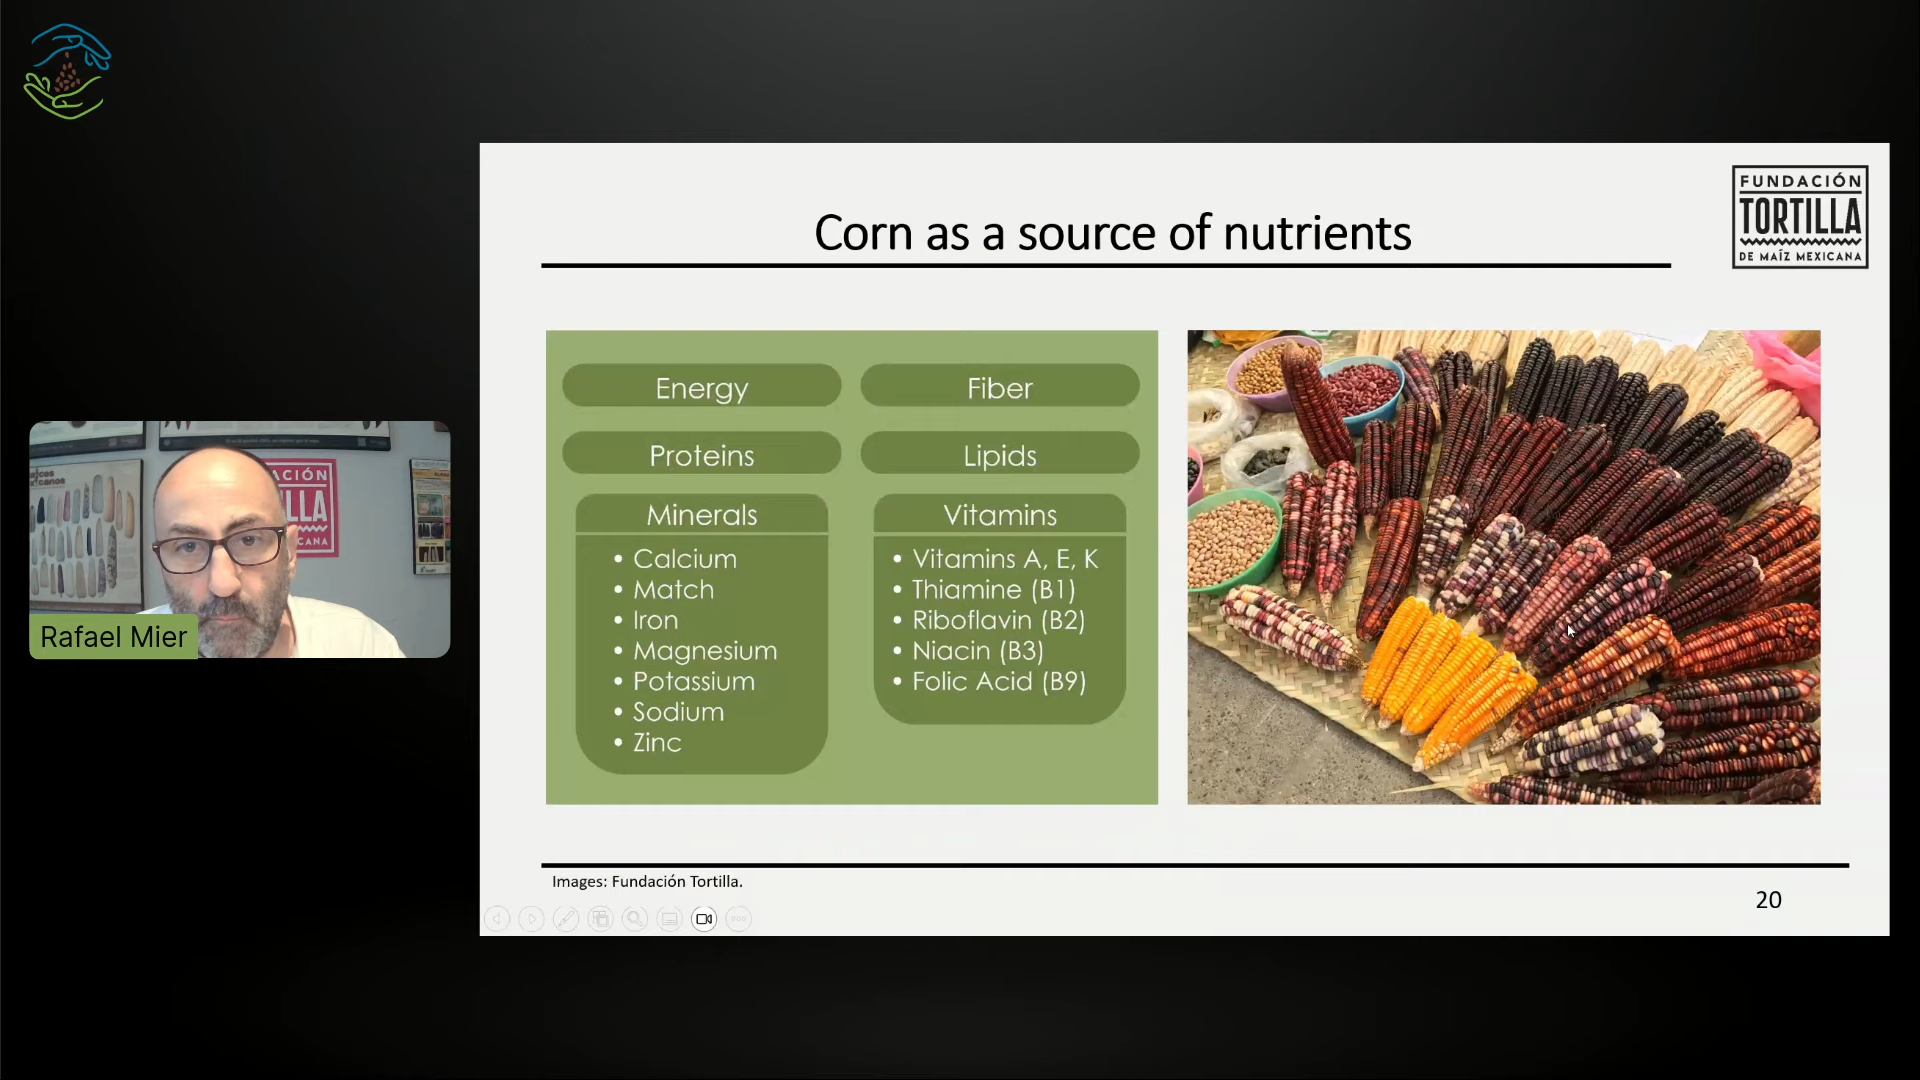 Corn as a source of nutrients
FUNDACIÓN
TORTILLA
DE MAÍZ MEXICANA
Energy
Fiber
Proteins
Lipids
Minerals
• Calcium
• Match
• Iron
• Magnesium
• Potassium
• Sodium
• Zinc
Vitamins
• Vitamins A, E, K
• Thiamine (B1)
• Riboflavin (B2)
• Niacin (B3)
• Folic Acid (B9)
Rafael Mier
Images: Fundación Tortilla.
20